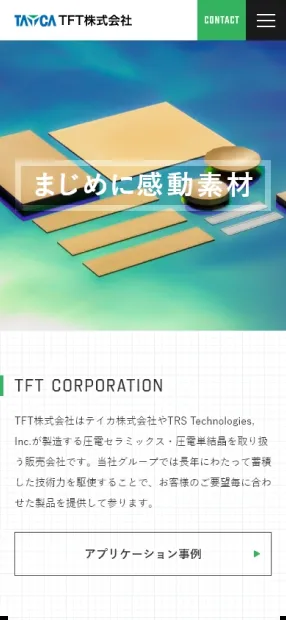 TAYCA TFT株式会社
CONTACT
まじめに感動素材
TFT CORPORATION
TFT株式会社はテイカ株式会社やTRS Technologies,
Inc.が製造する圧電セラミックス・圧電単結晶を取り扱
う販売会社です。当社グループでは長年にわたって蓄積
した技術力を駆使することで、お客様のご要望毎に合わ
せた製品を提供して参ります。
アプリケーション事例